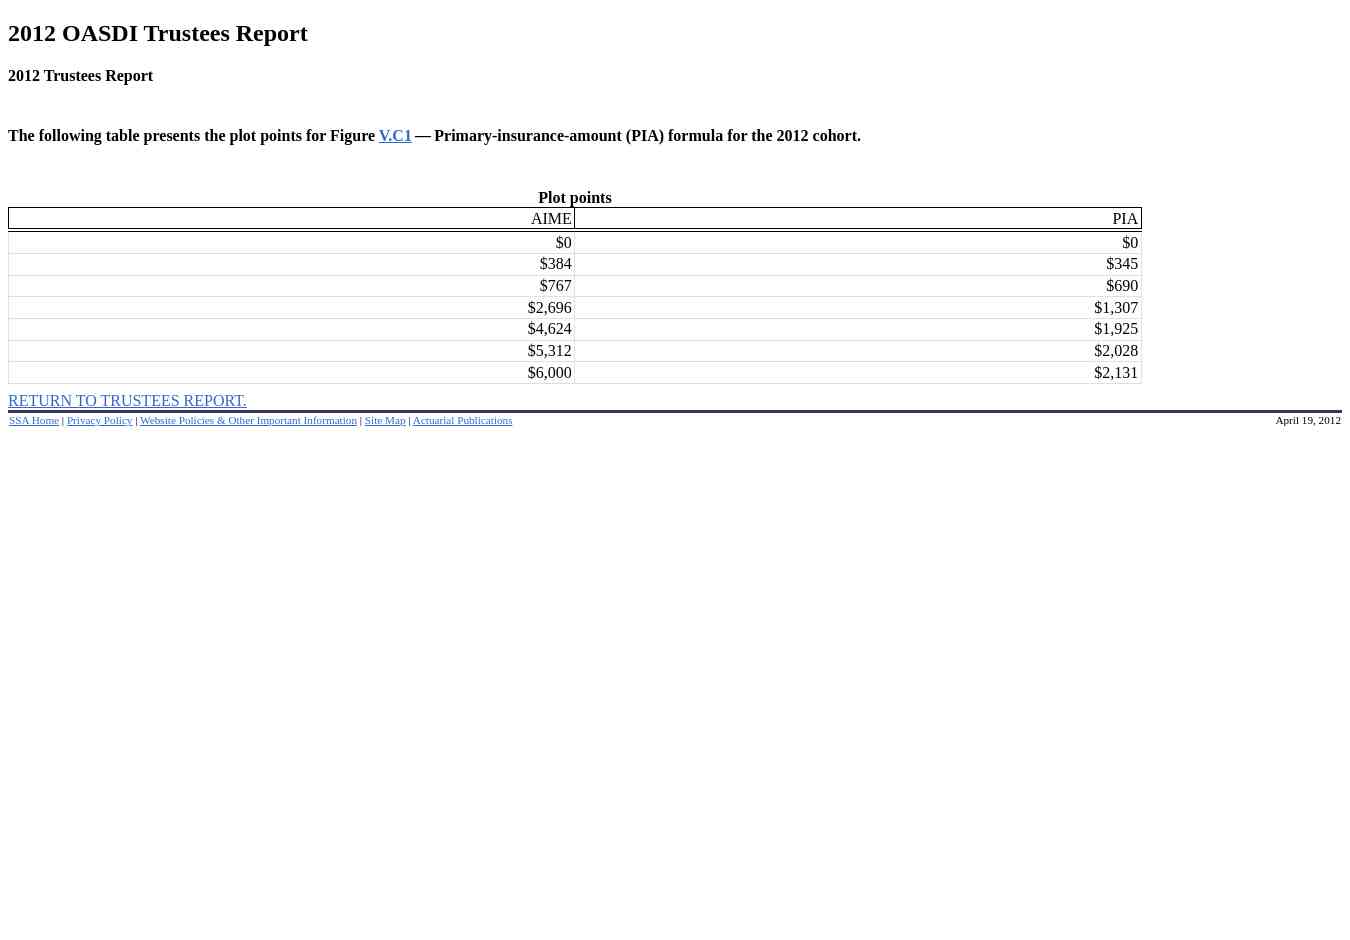 2012 OASDI Trustees Report
2012 Trustees Report
The following table presents the plot points for Figure V.C1 — Primary-insurance-amount (PIA) formula for the 2012 cohort.
Plot points
AIME PIA
$0 $0
$384 $345
$767 $690
$2,696 $1,307
$4,624 $1,925
$5,312 $2,028
$6,000 $2,131
RETURN TO TRUSTEES REPORT.
SSA Home | Privacy Policy | Website Policies & Other Important Information | Site Map | Actuarial Publications April 19, 2012